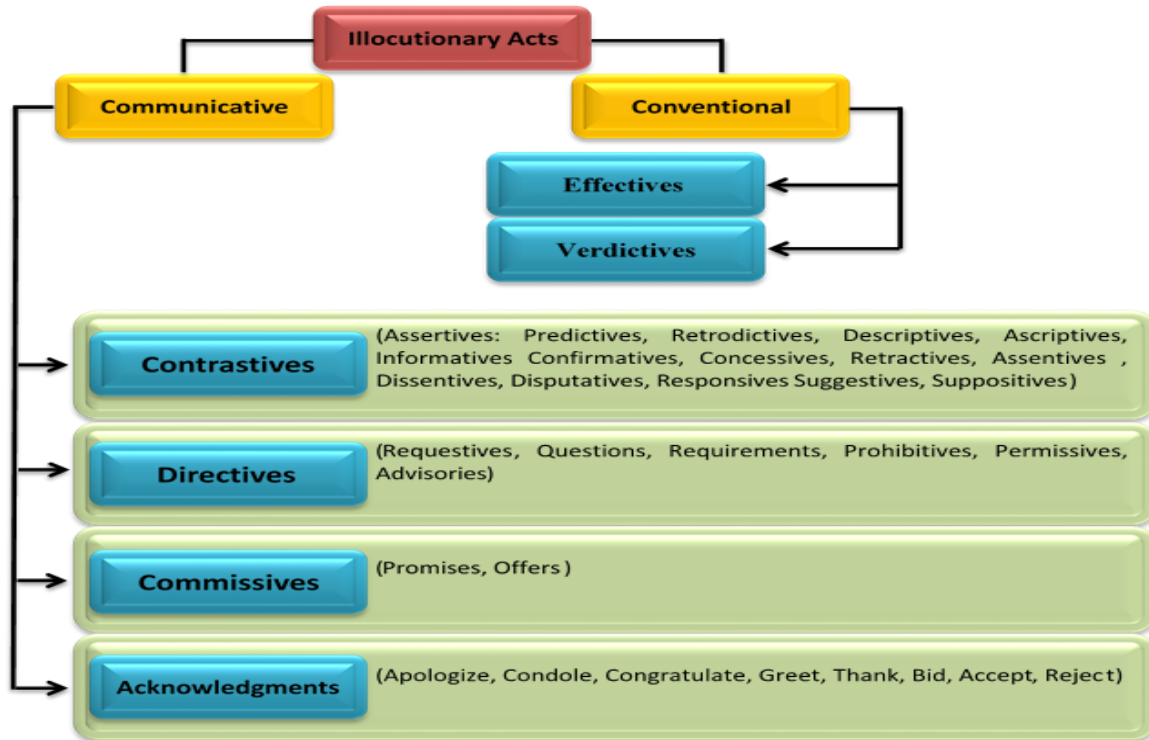 Illocutionary Acts
Communicative
Conventional
Effectives
Verdictives
Contrastives
(Assertives: Predictives, Retrodictives, Descriptives, Ascriptives,
Informatives Confirmatives, Concessives, Retractives, Assentives ,
Dissentives, Disputatives, Responsives Suggestives, Suppositives)
Directives
(Requestives, Questions, Requirements, Prohibitives, Permissives,
Advisories)
Commissives
(Promises, Offers )
Acknowledgments
(Apologize, Condole, Congratulate, Greet, Thank, Bid, Accept, Reject)